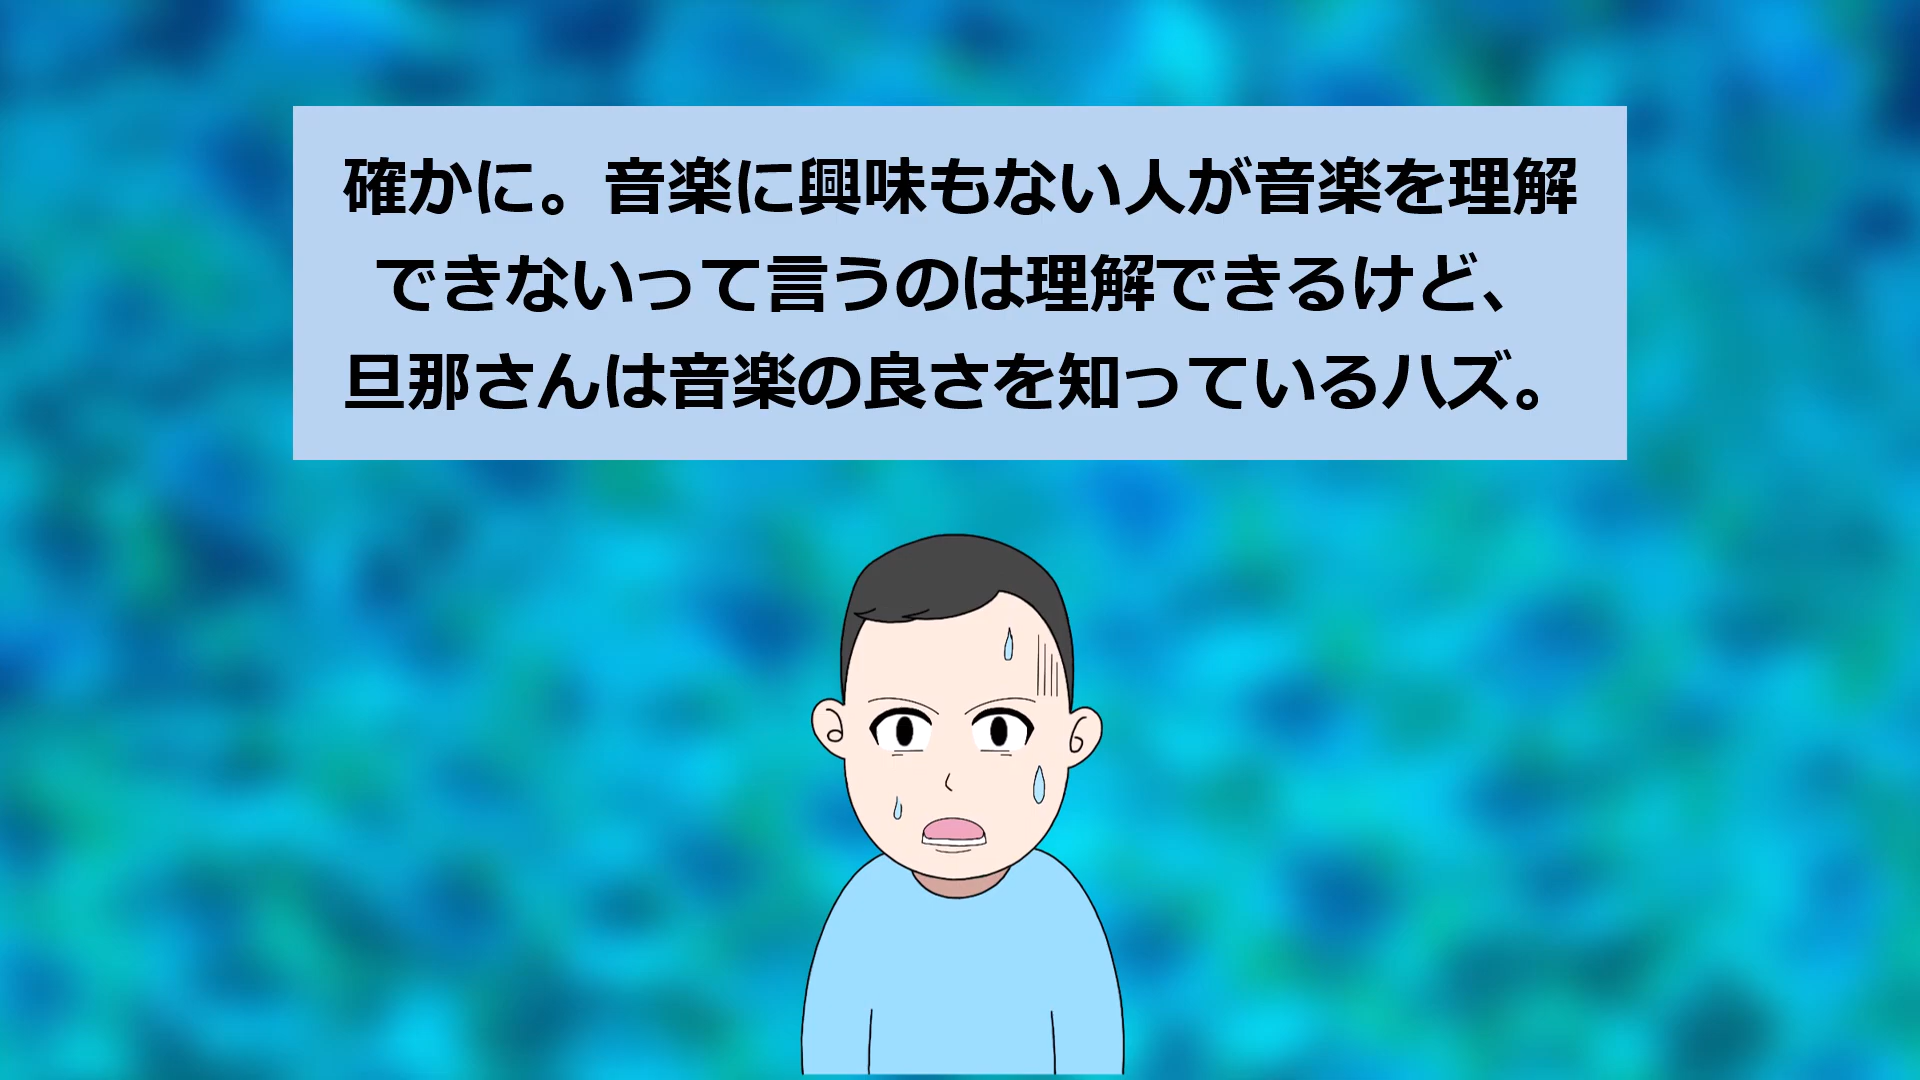 確かに。音楽に興味もない人が音楽を理解
できないって言うのは理解できるけど、
旦那さんは音楽の良さを知っているハズ。